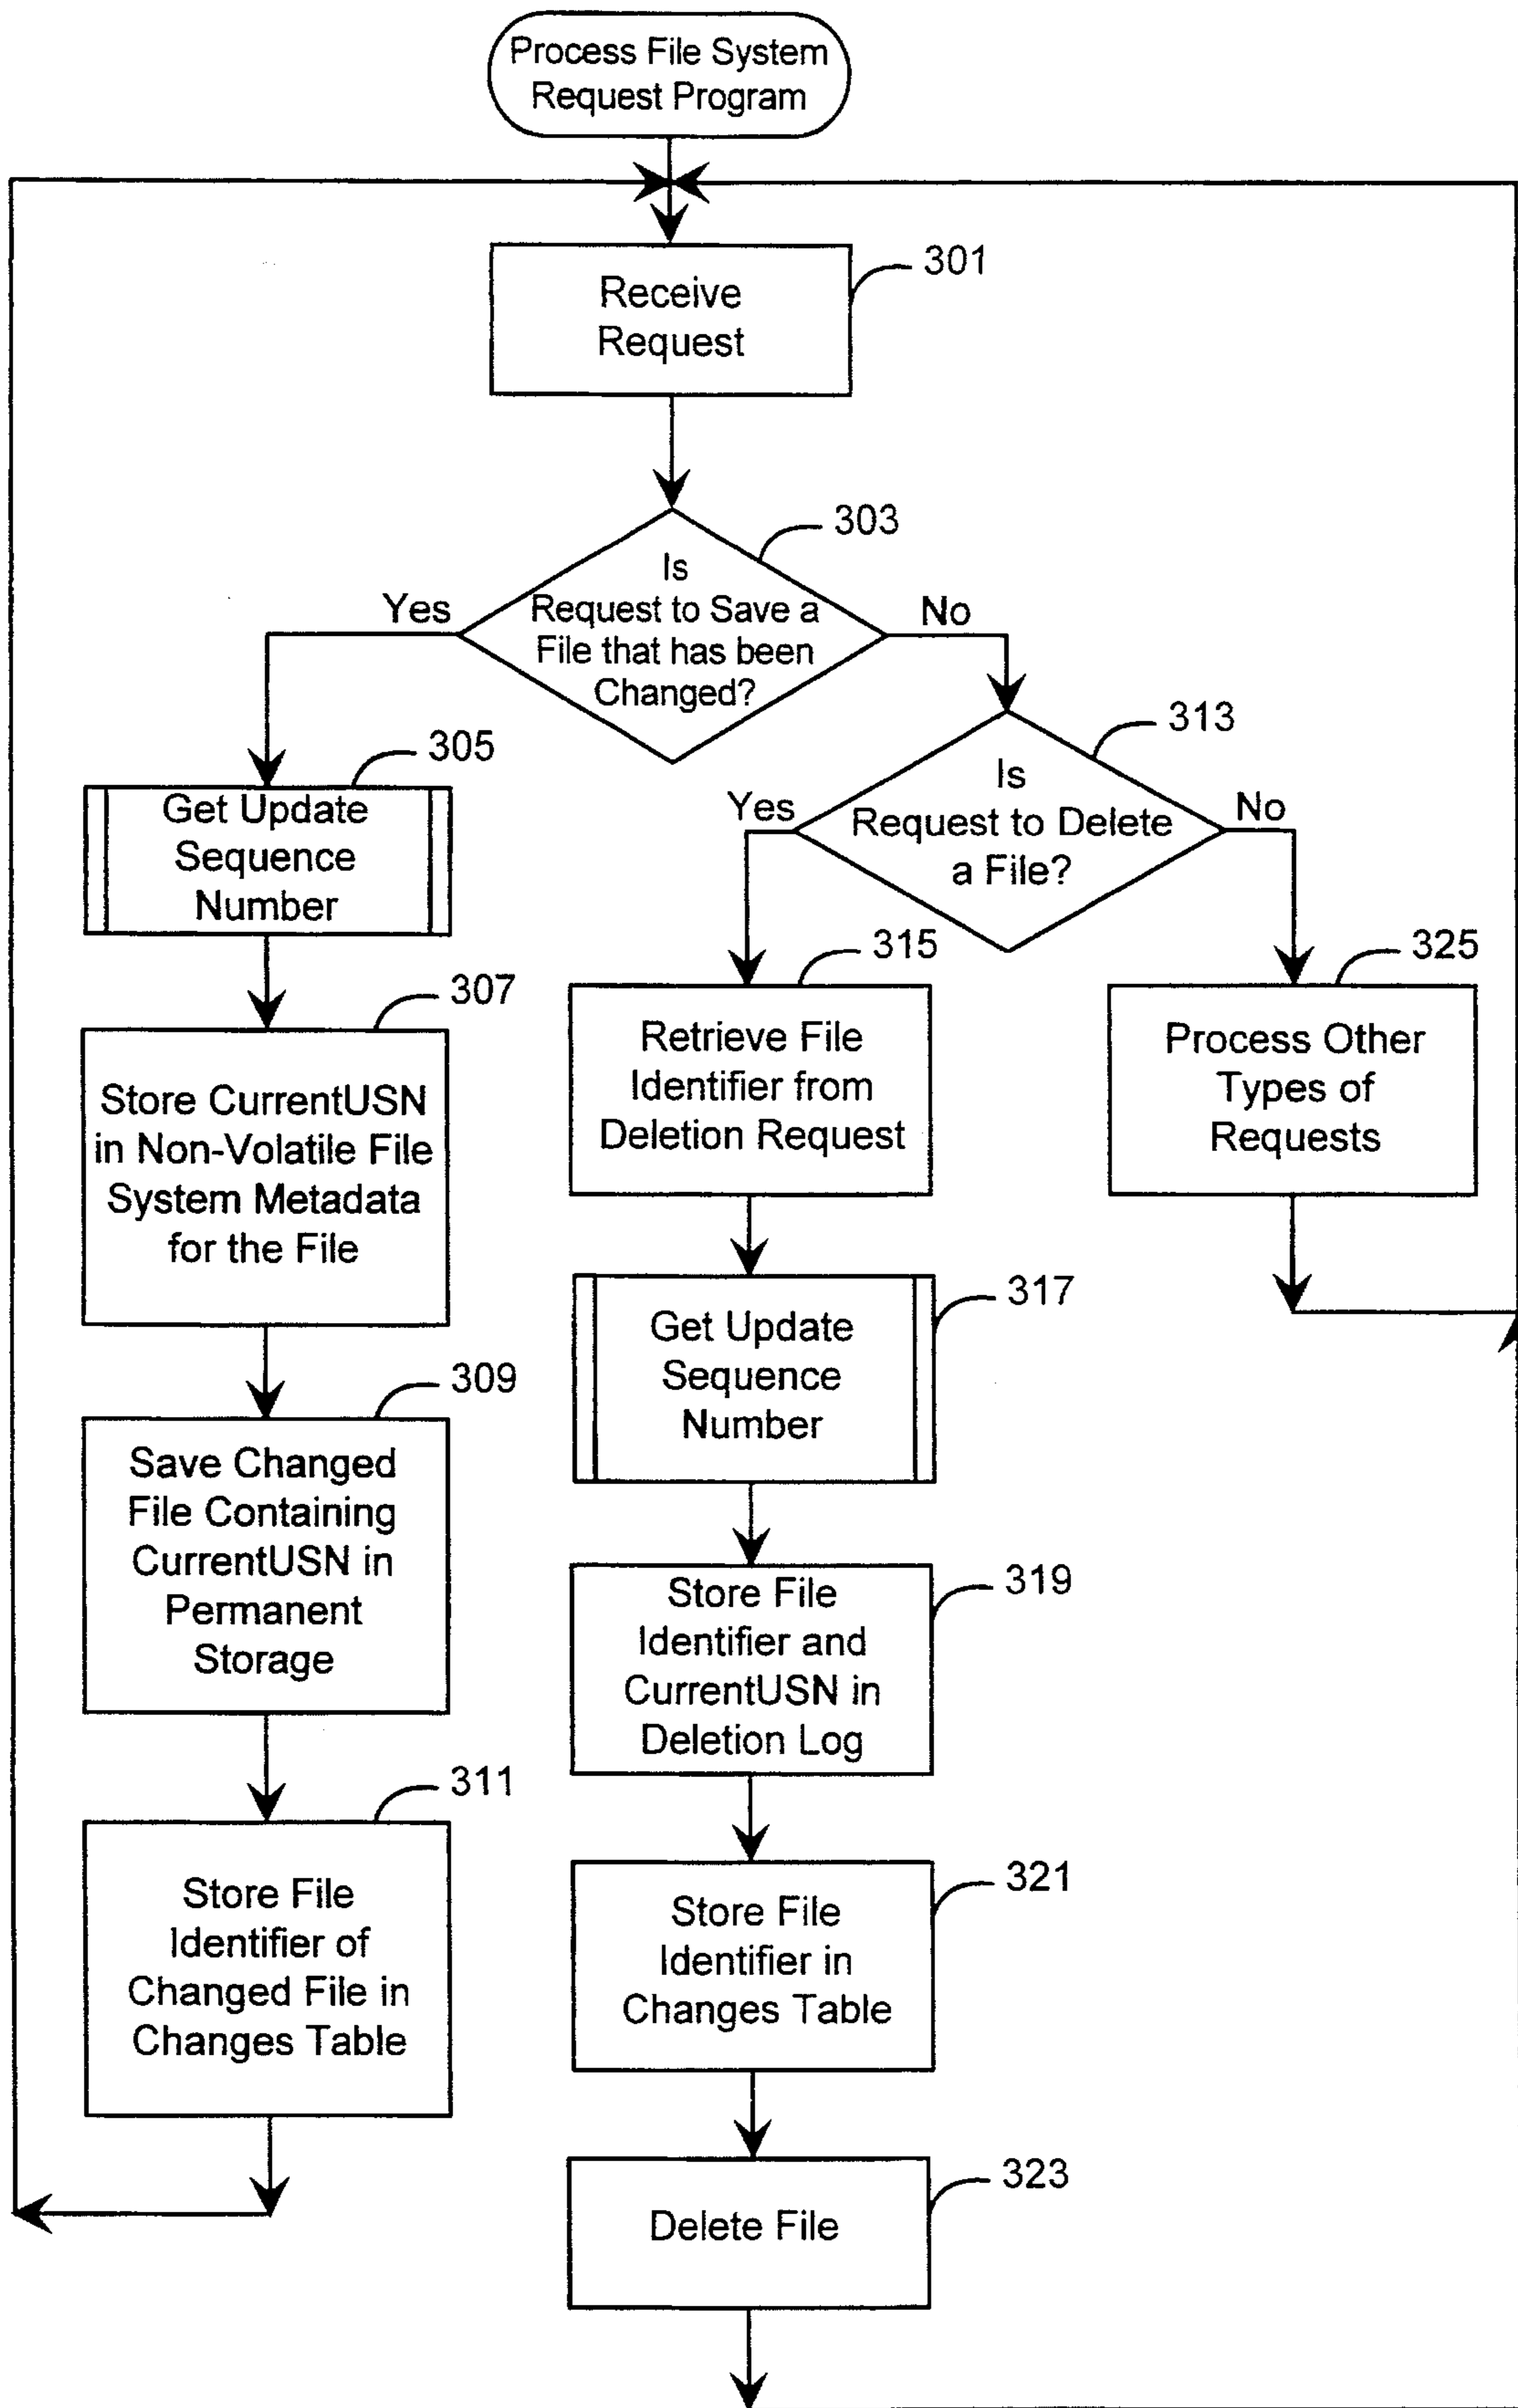 Process File System
Request Program
301
Receive
Request
303
Is
Request to Save a
File that has been
Changed?
Yes
No
313
Is
Request to Delete
a File?
Yes
No
305
Get Update
Sequence
Number
307
Store CurrentUSN
in Non-Volatile File
System Metadata
for the File
309
Save Changed
File Containing
CurrentUSN in
Permanent
Storage
311
Store File
Identifier of
Changed File in
Changes Table
315
Retrieve File
Identifier from
Deletion Request
317
Get Update
Sequence
Number
319
Store File
Identifier and
CurrentUSN in
Deletion Log
321
Store File
Identifier in
Changes Table
323
Delete File
325
Process Other
Types of
Requests